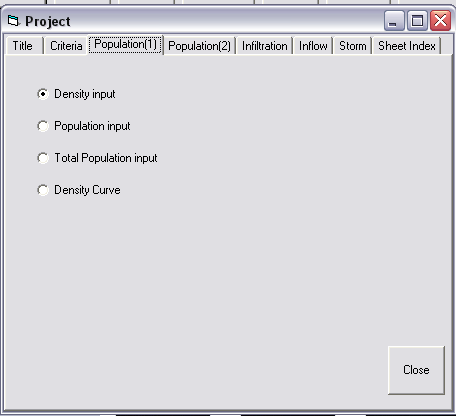 Project
Title Criteria Population(1) Population(2) Infiltration Inflow Storm Sheet Index
Density input
Population input
Total Population input
Density Curve
Close